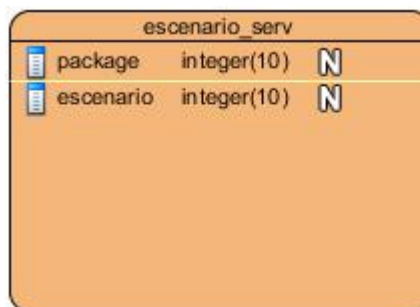 escenario_serv
package integer(10) N
escenario integer(10) N